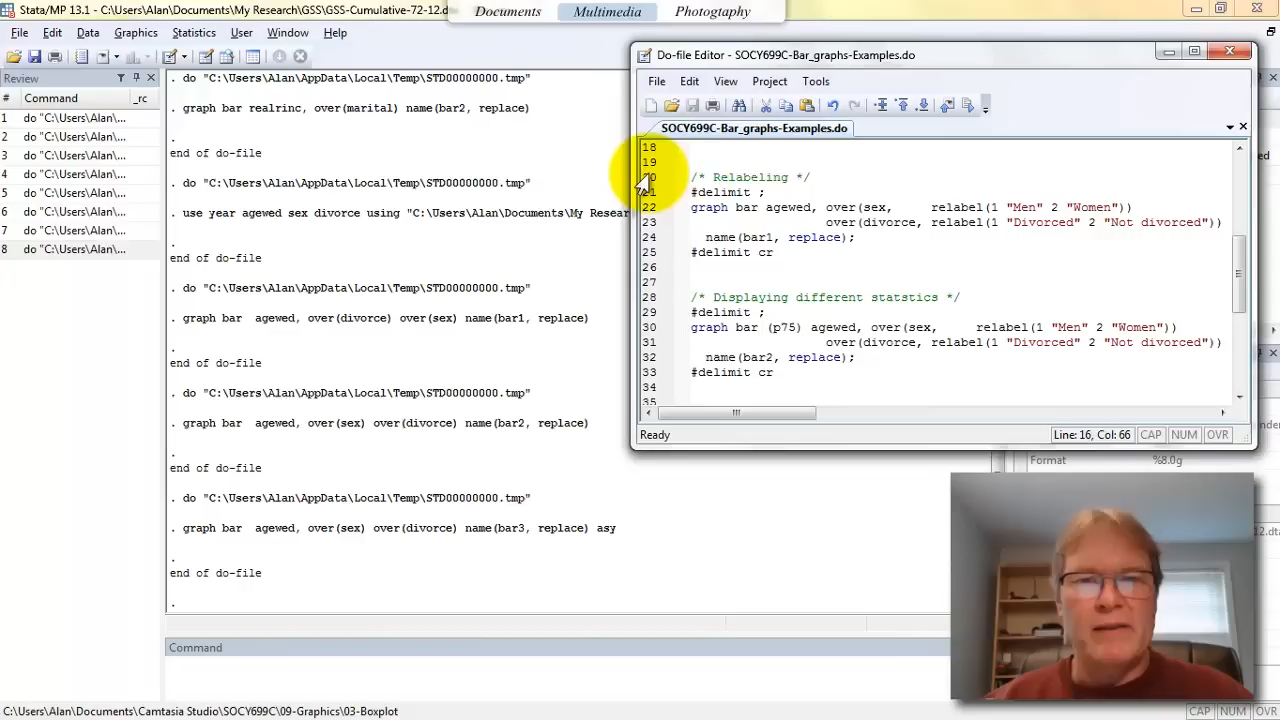 Stata/MP 13.1 - C:\Users\Alan\Documents\My Research\GSS\GSS-Cumulative-72-12.d
Documents Multimedia Photography
File Edit Data Graphics Statistics User Window Help
Review
# Command _rc
1 do "C:\Users\Alan\...
2 do "C:\Users\Alan\...
3 do "C:\Users\Alan\...
4 do "C:\Users\Alan\...
5 do "C:\Users\Alan\...
6 do "C:\Users\Alan\...
7 do "C:\Users\Alan\...
8 do "C:\Users\Alan\...
. do "C:\Users\Alan\AppData\Local\Temp\STD00000000.tmp"
. graph bar realrinc, over(marital) name(bar2, replace)
.
end of do-file
. do "C:\Users\Alan\AppData\Local\Temp\STD00000000.tmp"
. use year agewed sex divorce using "C:\Users\Alan\Documents\My Resear
.
end of do-file
. do "C:\Users\Alan\AppData\Local\Temp\STD00000000.tmp"
. graph bar  agewed, over(divorce) over(sex) name(bar1, replace)
.
end of do-file
. do "C:\Users\Alan\AppData\Local\Temp\STD00000000.tmp"
. graph bar  agewed, over(sex) over(divorce) name(bar2, replace)
.
end of do-file
. do "C:\Users\Alan\AppData\Local\Temp\STD00000000.tmp"
. graph bar  agewed, over(sex) over(divorce) name(bar3, replace) asy
.
end of do-file
.
Command
Do-file Editor - SOCY699C-Bar_graphs-Examples.do
File Edit View Project Tools
SOCY699C-Bar_graphs-Examples.do
18
19
20 /* Relabeling */
21 #delimit ;
22 graph bar agewed, over(sex, relabel(1 "Men" 2 "Women"))
23 over(divorce, relabel(1 "Divorced" 2 "Not divorced"))
24 name(bar1, replace);
25 #delimit cr
26
27
28 /* Displaying different statstics */
29 #delimit ;
30 graph bar (p75) agewed, over(sex, relabel(1 "Men" 2 "Women"))
31 over(divorce, relabel(1 "Divorced" 2 "Not divorced"))
32 name(bar2, replace);
33 #delimit cr
34
35
Ready Line: 16, Col: 66 CAP NUM OVR
Format %8.0g
C:\Users\Alan\Documents\Camtasia Studio\SOCY699C\09-Graphics\03-Boxplot
CAP NUM OVR